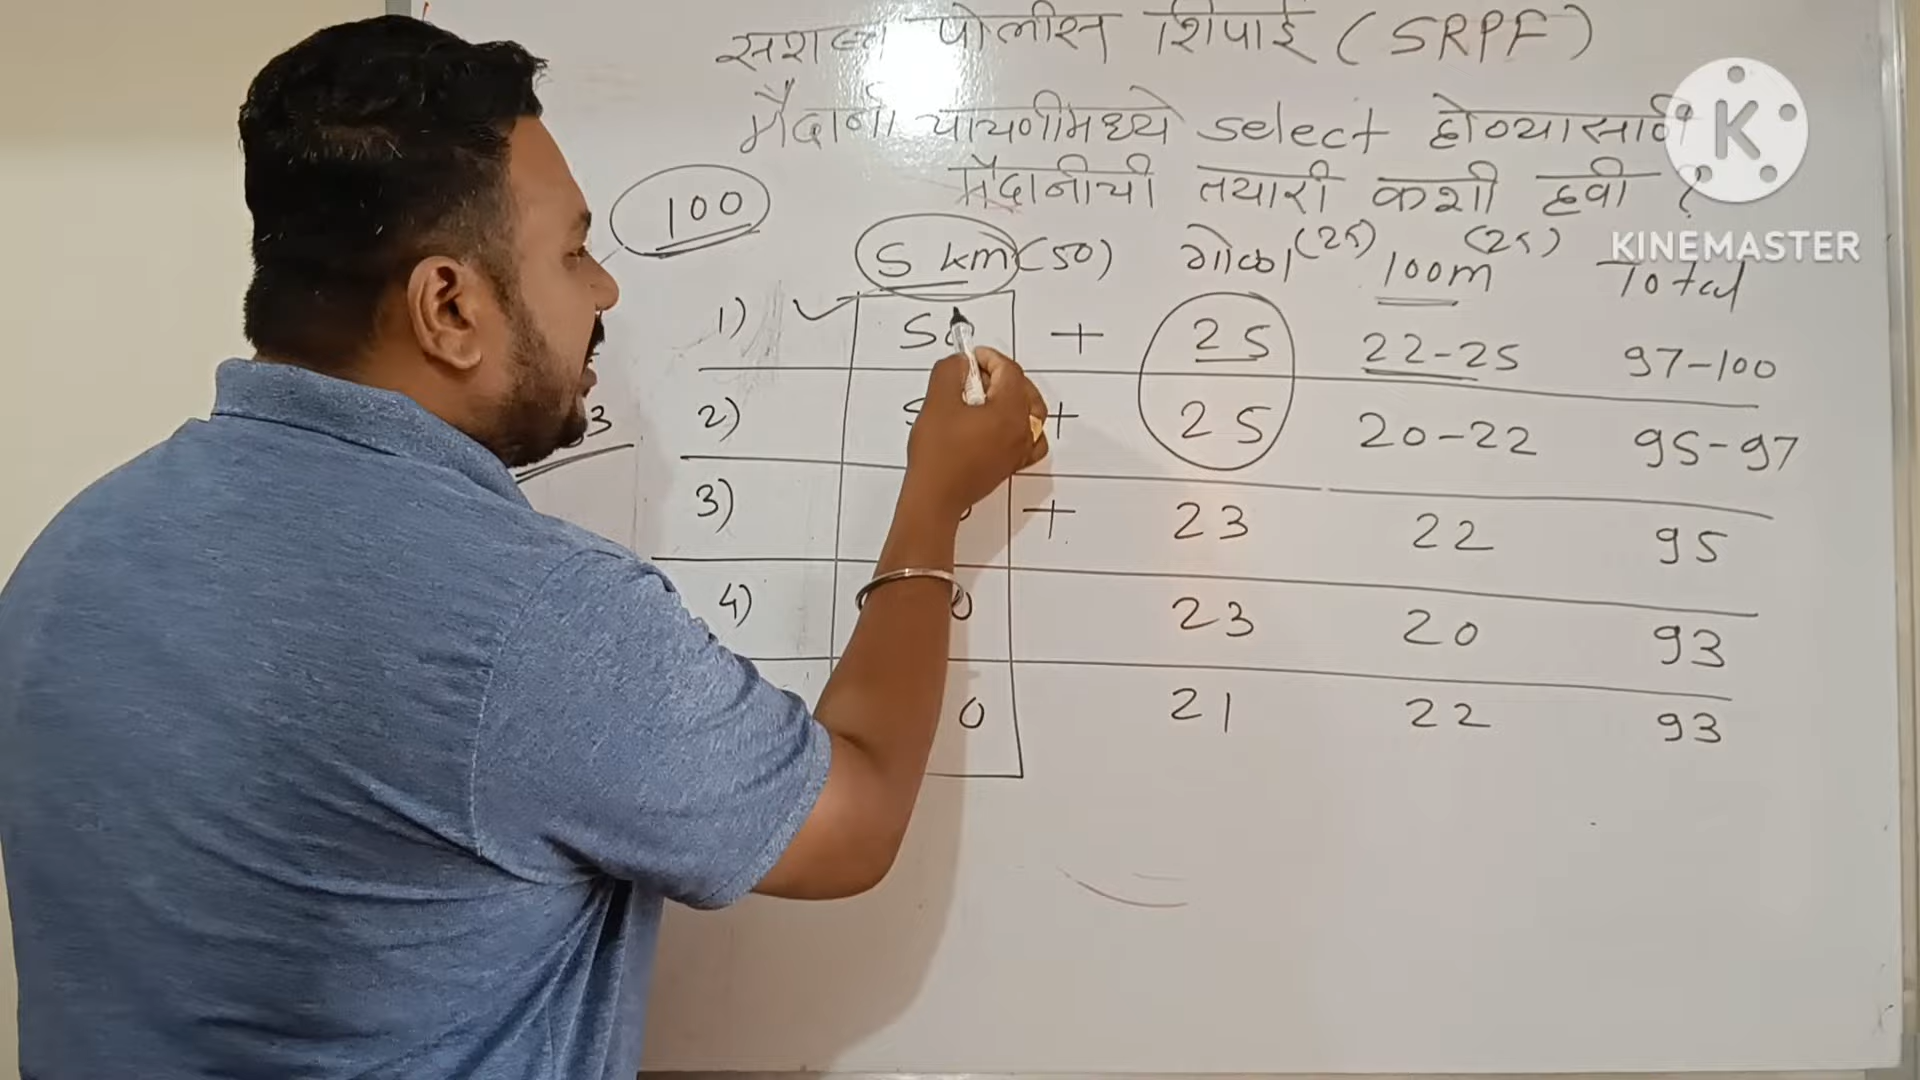 सशस्त्र पोलीस शिपाई (SRPF)
मैदानी चाचणीमध्ये select होण्यासाठी
मैदानीची तयारी कशी हवी ?
100
5 km (50) गोळा (25) 100m (25) Total
1) 50 + 25 22-25 97-100
2) + 25 20-22 95-97
3) + 23 22 95
4) 0 23 20 93
0 21 22 93
K
KINEMASTER